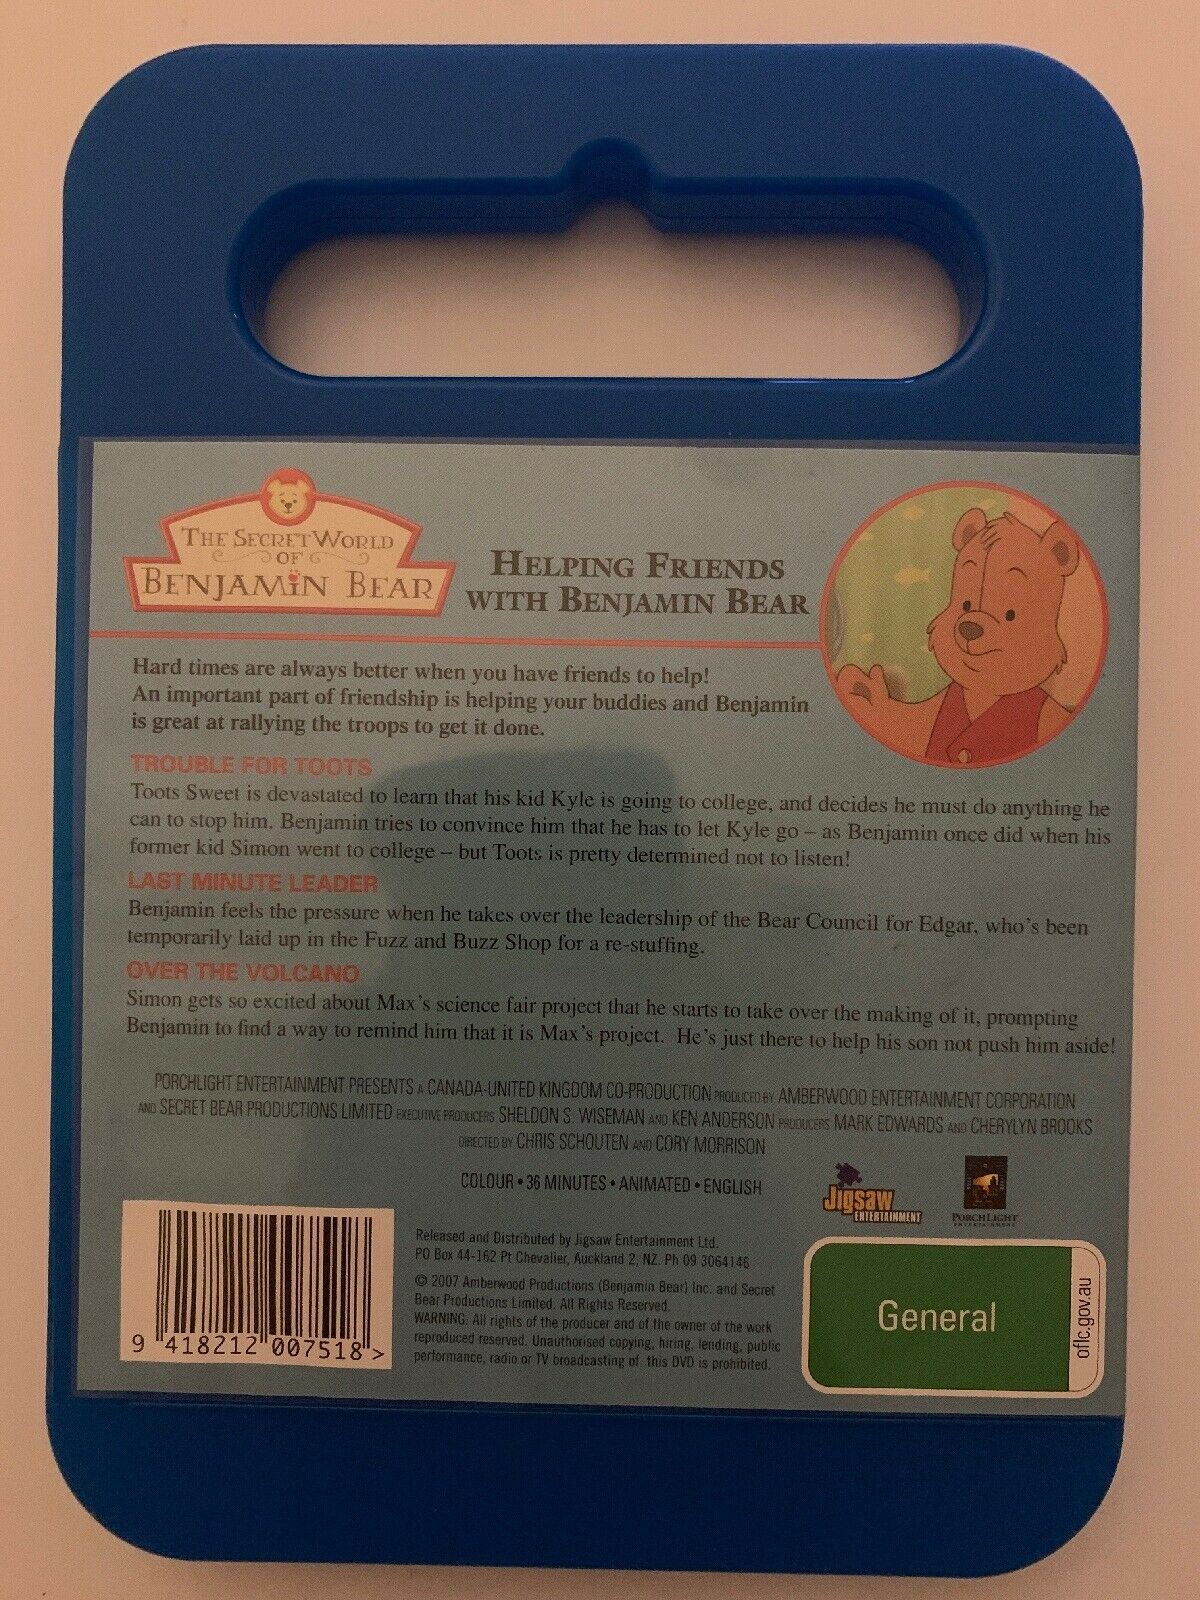 THE SECRET WORLD
OF
BENJAMIN BEAR
HELPING FRIENDS
WITH BENJAMIN BEAR
Hard times are always better when you have friends to help!
An important part of friendship is helping your buddies and Benjamin
is great at rallying the troops to get it done.
TROUBLE FOR TOOTS
Toots Sweet is devastated to learn that his kid Kyle is going to college, and decides he must do anything he
can to stop him. Benjamin tries to convince him that he has to let Kyle go – as Benjamin once did when his
former kid Simon went to college – but Toots is pretty determined not to listen!
LAST MINUTE LEADER
Benjamin feels the pressure when he takes over the leadership of the Bear Council for Edgar, who's been
temporarily laid up in the Fuzz and Buzz Shop for a re-stuffing.
OVER THE VOLCANO
Simon gets so excited about Max's science fair project that he starts to take over the making of it, prompting
Benjamin to find a way to remind him that it is Max's project. He's just there to help his son not push him aside!
PORCHLIGHT ENTERTAINMENT PRESENTS A CANADA-UNITED KINGDOM CO-PRODUCTION PRODUCED BY AMBERWOOD ENTERTAINMENT CORPORATION
AND SECRET BEAR PRODUCTIONS LIMITED EXECUTIVE PRODUCERS SHELDON S. WISEMAN AND KEN ANDERSON PRODUCERS MARK EDWARDS AND CHERYLYN BROOKS
DIRECTED BY CHRIS SCHOUTEN AND CORY MORRISON
COLOUR • 36 MINUTES • ANIMATED • ENGLISH
Jigsaw
ENTERTAINMENT
PORCHLIGHT
ENTERTAINMENT
Released and Distributed by Jigsaw Entertainment Ltd.
PO Box 44-162 Pt Chevalier, Auckland 2, NZ. Ph 09 3064146
© 2007 Amberwood Productions (Benjamin Bear) Inc. and Secret
Bear Productions Limited. All Rights Reserved.
WARNING: All rights of the producer and of the owner of the work
reproduced reserved. Unauthorised copying, hiring, lending, public
performance, radio or TV broadcasting of this DVD is prohibited.
9 418212 007518 >
General
oflc.gov.au